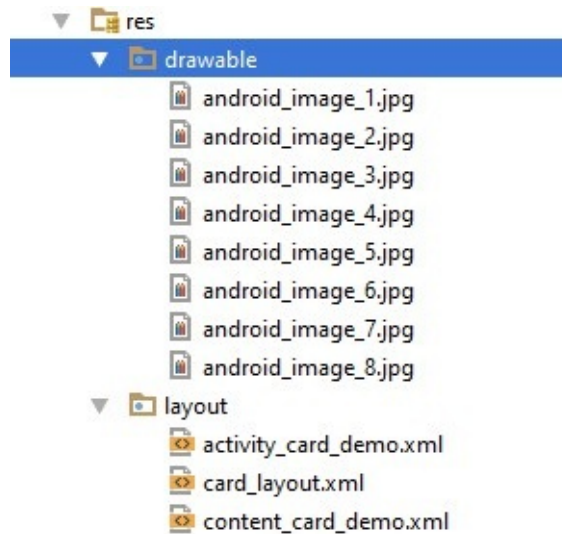 res
drawable
android_image_1.jpg
android_image_2.jpg
android_image_3.jpg
android_image_4.jpg
android_image_5.jpg
android_image_6.jpg
android_image_7.jpg
android_image_8.jpg
layout
activity_card_demo.xml
card_layout.xml
content_card_demo.xml